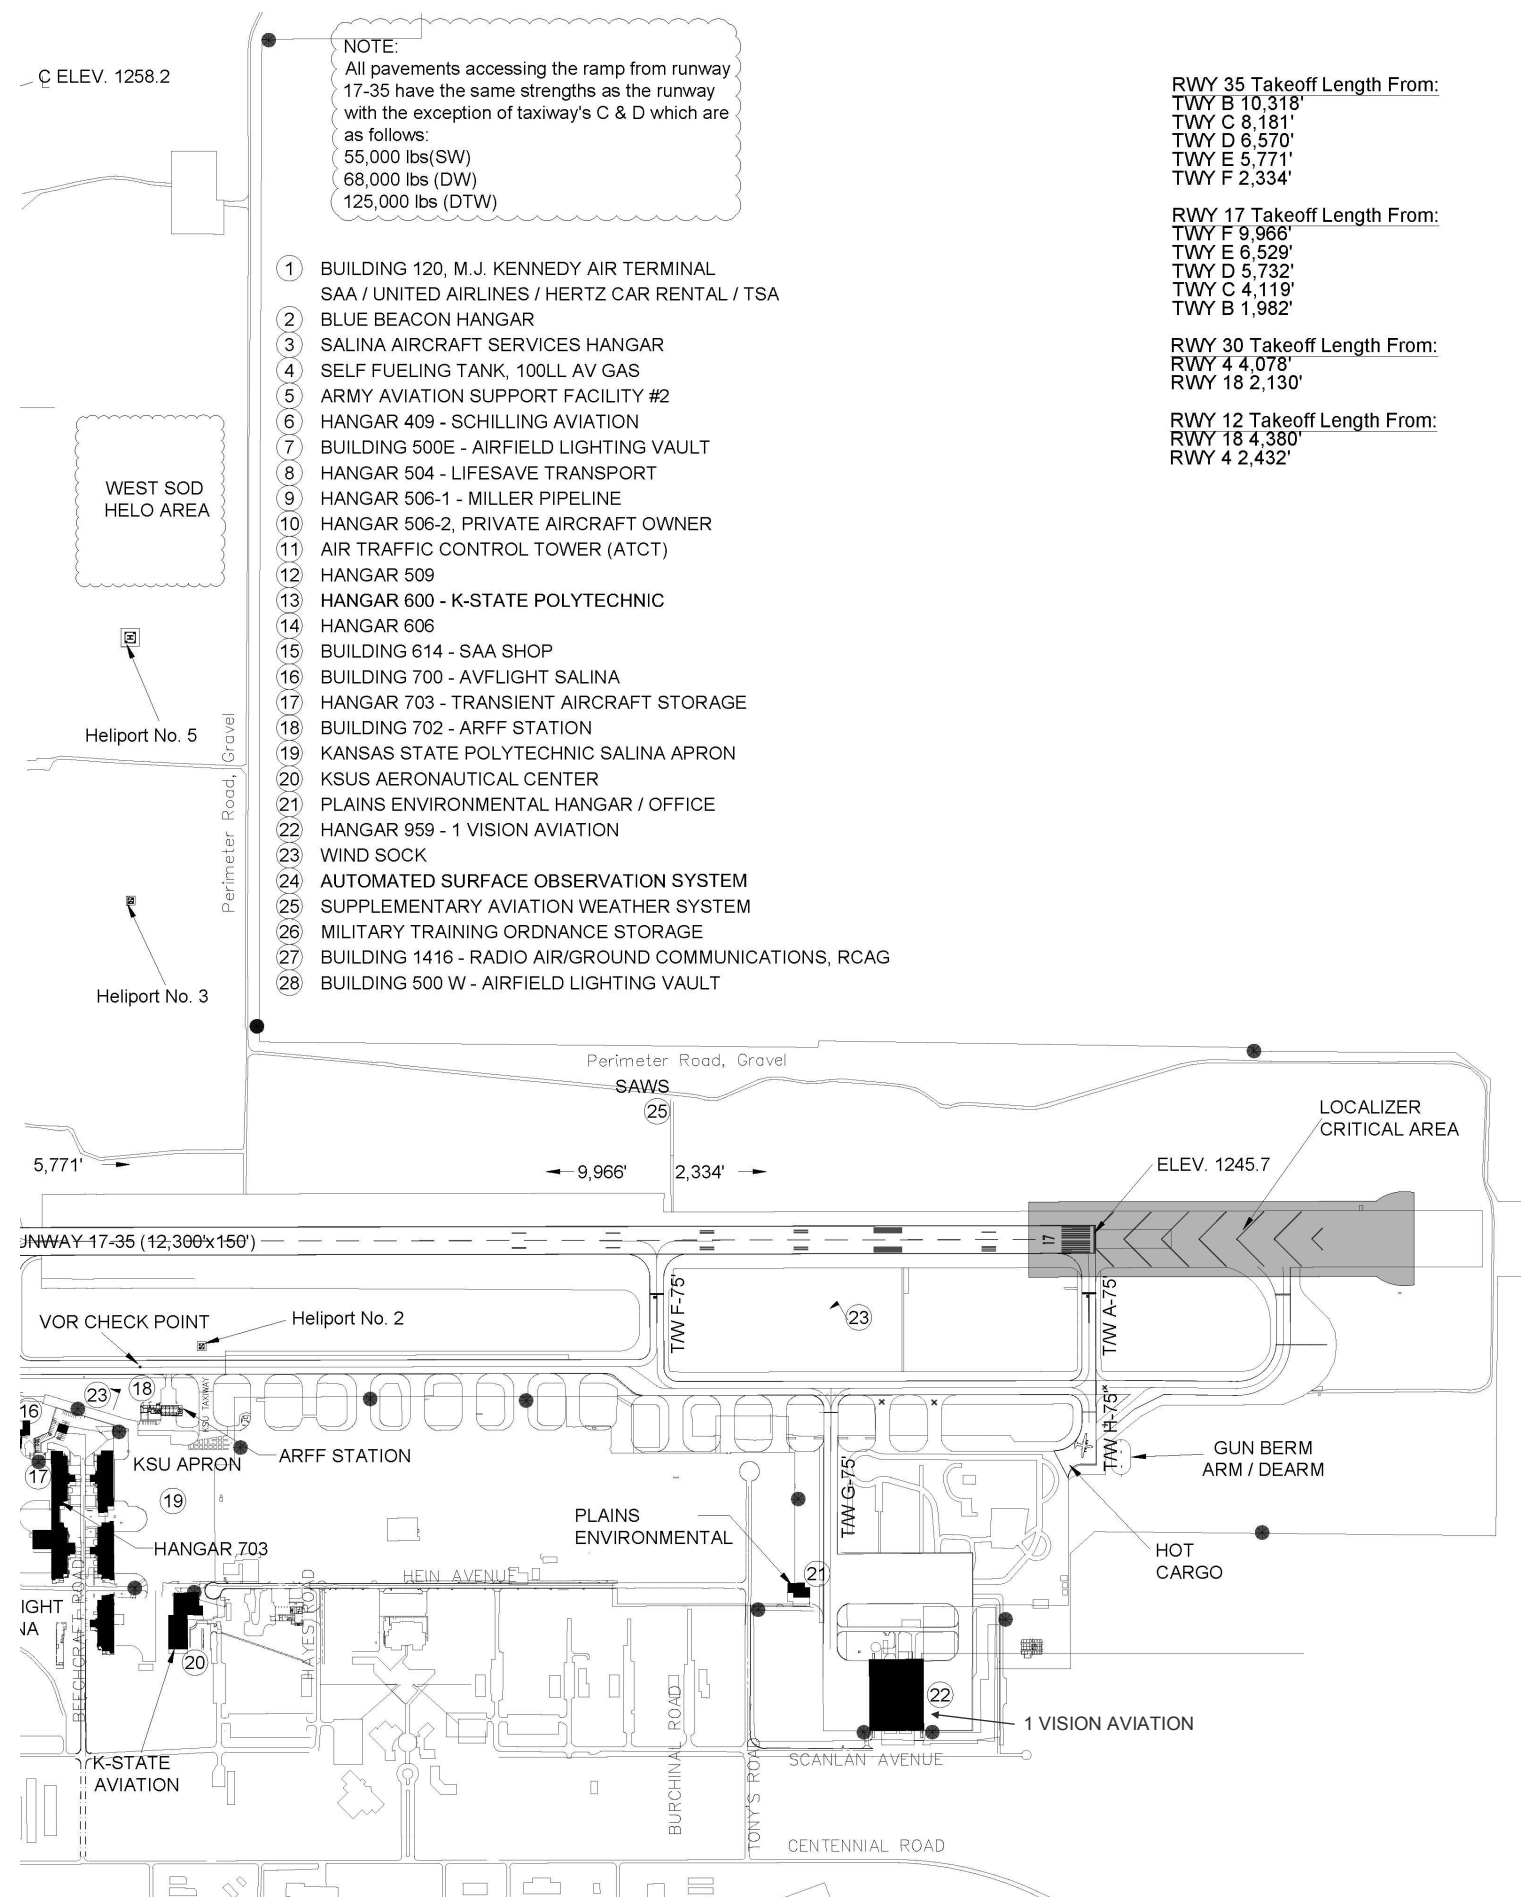 ℄ ELEV. 1258.2
NOTE:
All pavements accessing the ramp from runway
17-35 have the same strengths as the runway
with the exception of taxiway's C & D which are
as follows:
55,000 lbs(SW)
68,000 lbs (DW)
125,000 lbs (DTW)
RWY 35 Takeoff Length From:
TWY B 10,318'
TWY C 8,181'
TWY D 6,570'
TWY E 5,771'
TWY F 2,334'
RWY 17 Takeoff Length From:
TWY F 9,966'
TWY E 6,529'
TWY D 5,732'
TWY C 4,119'
TWY B 1,982'
RWY 30 Takeoff Length From:
RWY 4 4,078'
RWY 18 2,130'
RWY 12 Takeoff Length From:
RWY 18 4,380'
RWY 4 2,432'
1 BUILDING 120, M.J. KENNEDY AIR TERMINAL
SAA / UNITED AIRLINES / HERTZ CAR RENTAL / TSA
2 BLUE BEACON HANGAR
3 SALINA AIRCRAFT SERVICES HANGAR
4 SELF FUELING TANK, 100LL AV GAS
5 ARMY AVIATION SUPPORT FACILITY #2
6 HANGAR 409 - SCHILLING AVIATION
7 BUILDING 500E - AIRFIELD LIGHTING VAULT
8 HANGAR 504 - LIFESAVE TRANSPORT
9 HANGAR 506-1 - MILLER PIPELINE
10 HANGAR 506-2, PRIVATE AIRCRAFT OWNER
11 AIR TRAFFIC CONTROL TOWER (ATCT)
12 HANGAR 509
13 HANGAR 600 - K-STATE POLYTECHNIC
14 HANGAR 606
15 BUILDING 614 - SAA SHOP
16 BUILDING 700 - AVFLIGHT SALINA
17 HANGAR 703 - TRANSIENT AIRCRAFT STORAGE
18 BUILDING 702 - ARFF STATION
19 KANSAS STATE POLYTECHNIC SALINA APRON
20 KSUS AERONAUTICAL CENTER
21 PLAINS ENVIRONMENTAL HANGAR / OFFICE
22 HANGAR 959 - 1 VISION AVIATION
23 WIND SOCK
24 AUTOMATED SURFACE OBSERVATION SYSTEM
25 SUPPLEMENTARY AVIATION WEATHER SYSTEM
26 MILITARY TRAINING ORDNANCE STORAGE
27 BUILDING 1416 - RADIO AIR/GROUND COMMUNICATIONS, RCAG
28 BUILDING 500 W - AIRFIELD LIGHTING VAULT
WEST SOD
HELO AREA
H
Heliport No. 5
Perimeter Road, Gravel
Heliport No. 3
Perimeter Road, Gravel
SAWS
25
LOCALIZER
CRITICAL AREA
5,771'
9,966'
2,334'
ELEV. 1245.7
UNWAY 17-35 (12,300'x150')
17
T/W F-75'
T/W A-75'
VOR CHECK POINT
Heliport No. 2
23
23
18
KSU TAXIWAY
16
T/W H-75'
ARFF STATION
KSU APRON
17
GUN BERM
ARM / DEARM
19
T/W G-75'
PLAINS
ENVIRONMENTAL
HANGAR 703
HOT
CARGO
HEIN AVENUE
21
IGHT
NA
BEECHCRAFT ROAD
HAYES ROAD
20
22
1 VISION AVIATION
BURCHINAL ROAD
TONY'S ROAD
SCANLAN AVENUE
K-STATE
AVIATION
CENTENNIAL ROAD